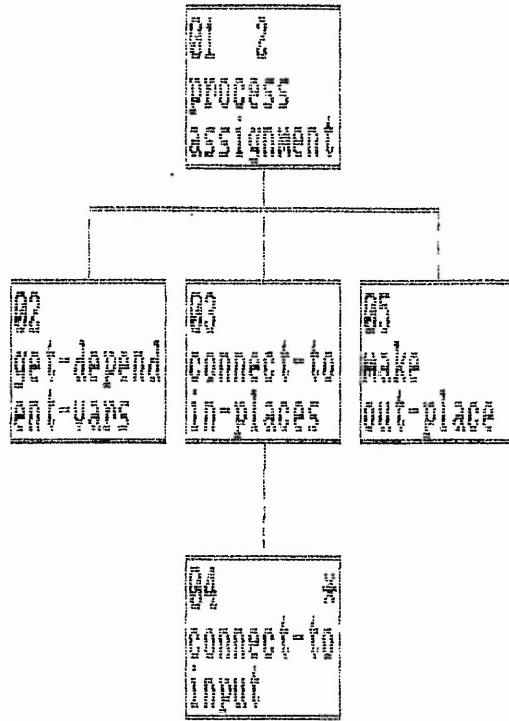 01 2
process
assignment
02
get-depend
ent-vars
03
connect-to
in-places
05
make
out-place
04 *
connect-to
input